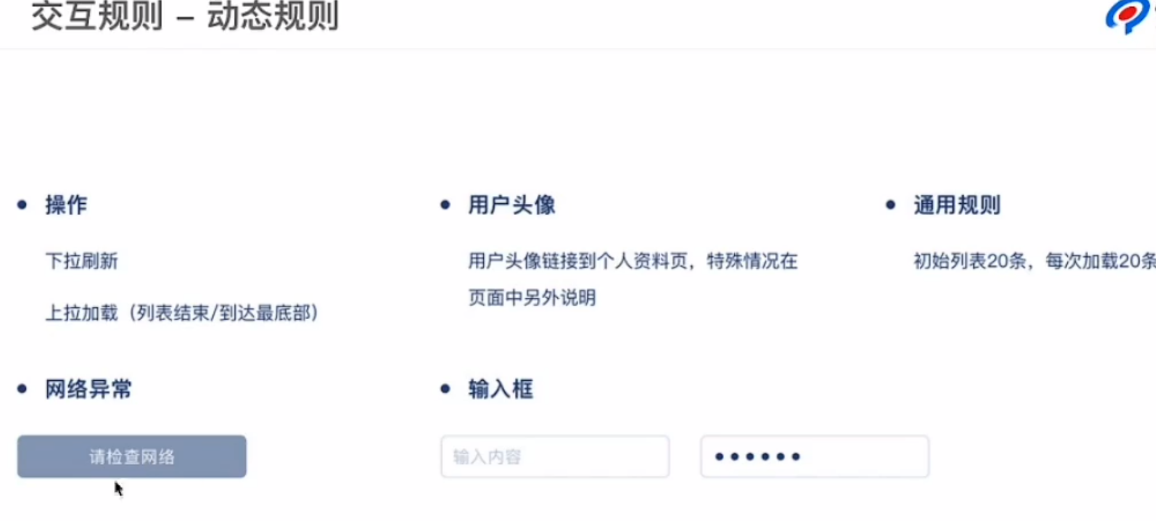 交互规则 – 动态规则
操作
下拉刷新
上拉加载（列表结束/到达最底部）
用户头像
用户头像链接到个人资料页，特殊情况在
页面中另外说明
通用规则
初始列表20条，每次加载20条
网络异常
请检查网络
输入框
输入内容
••••••